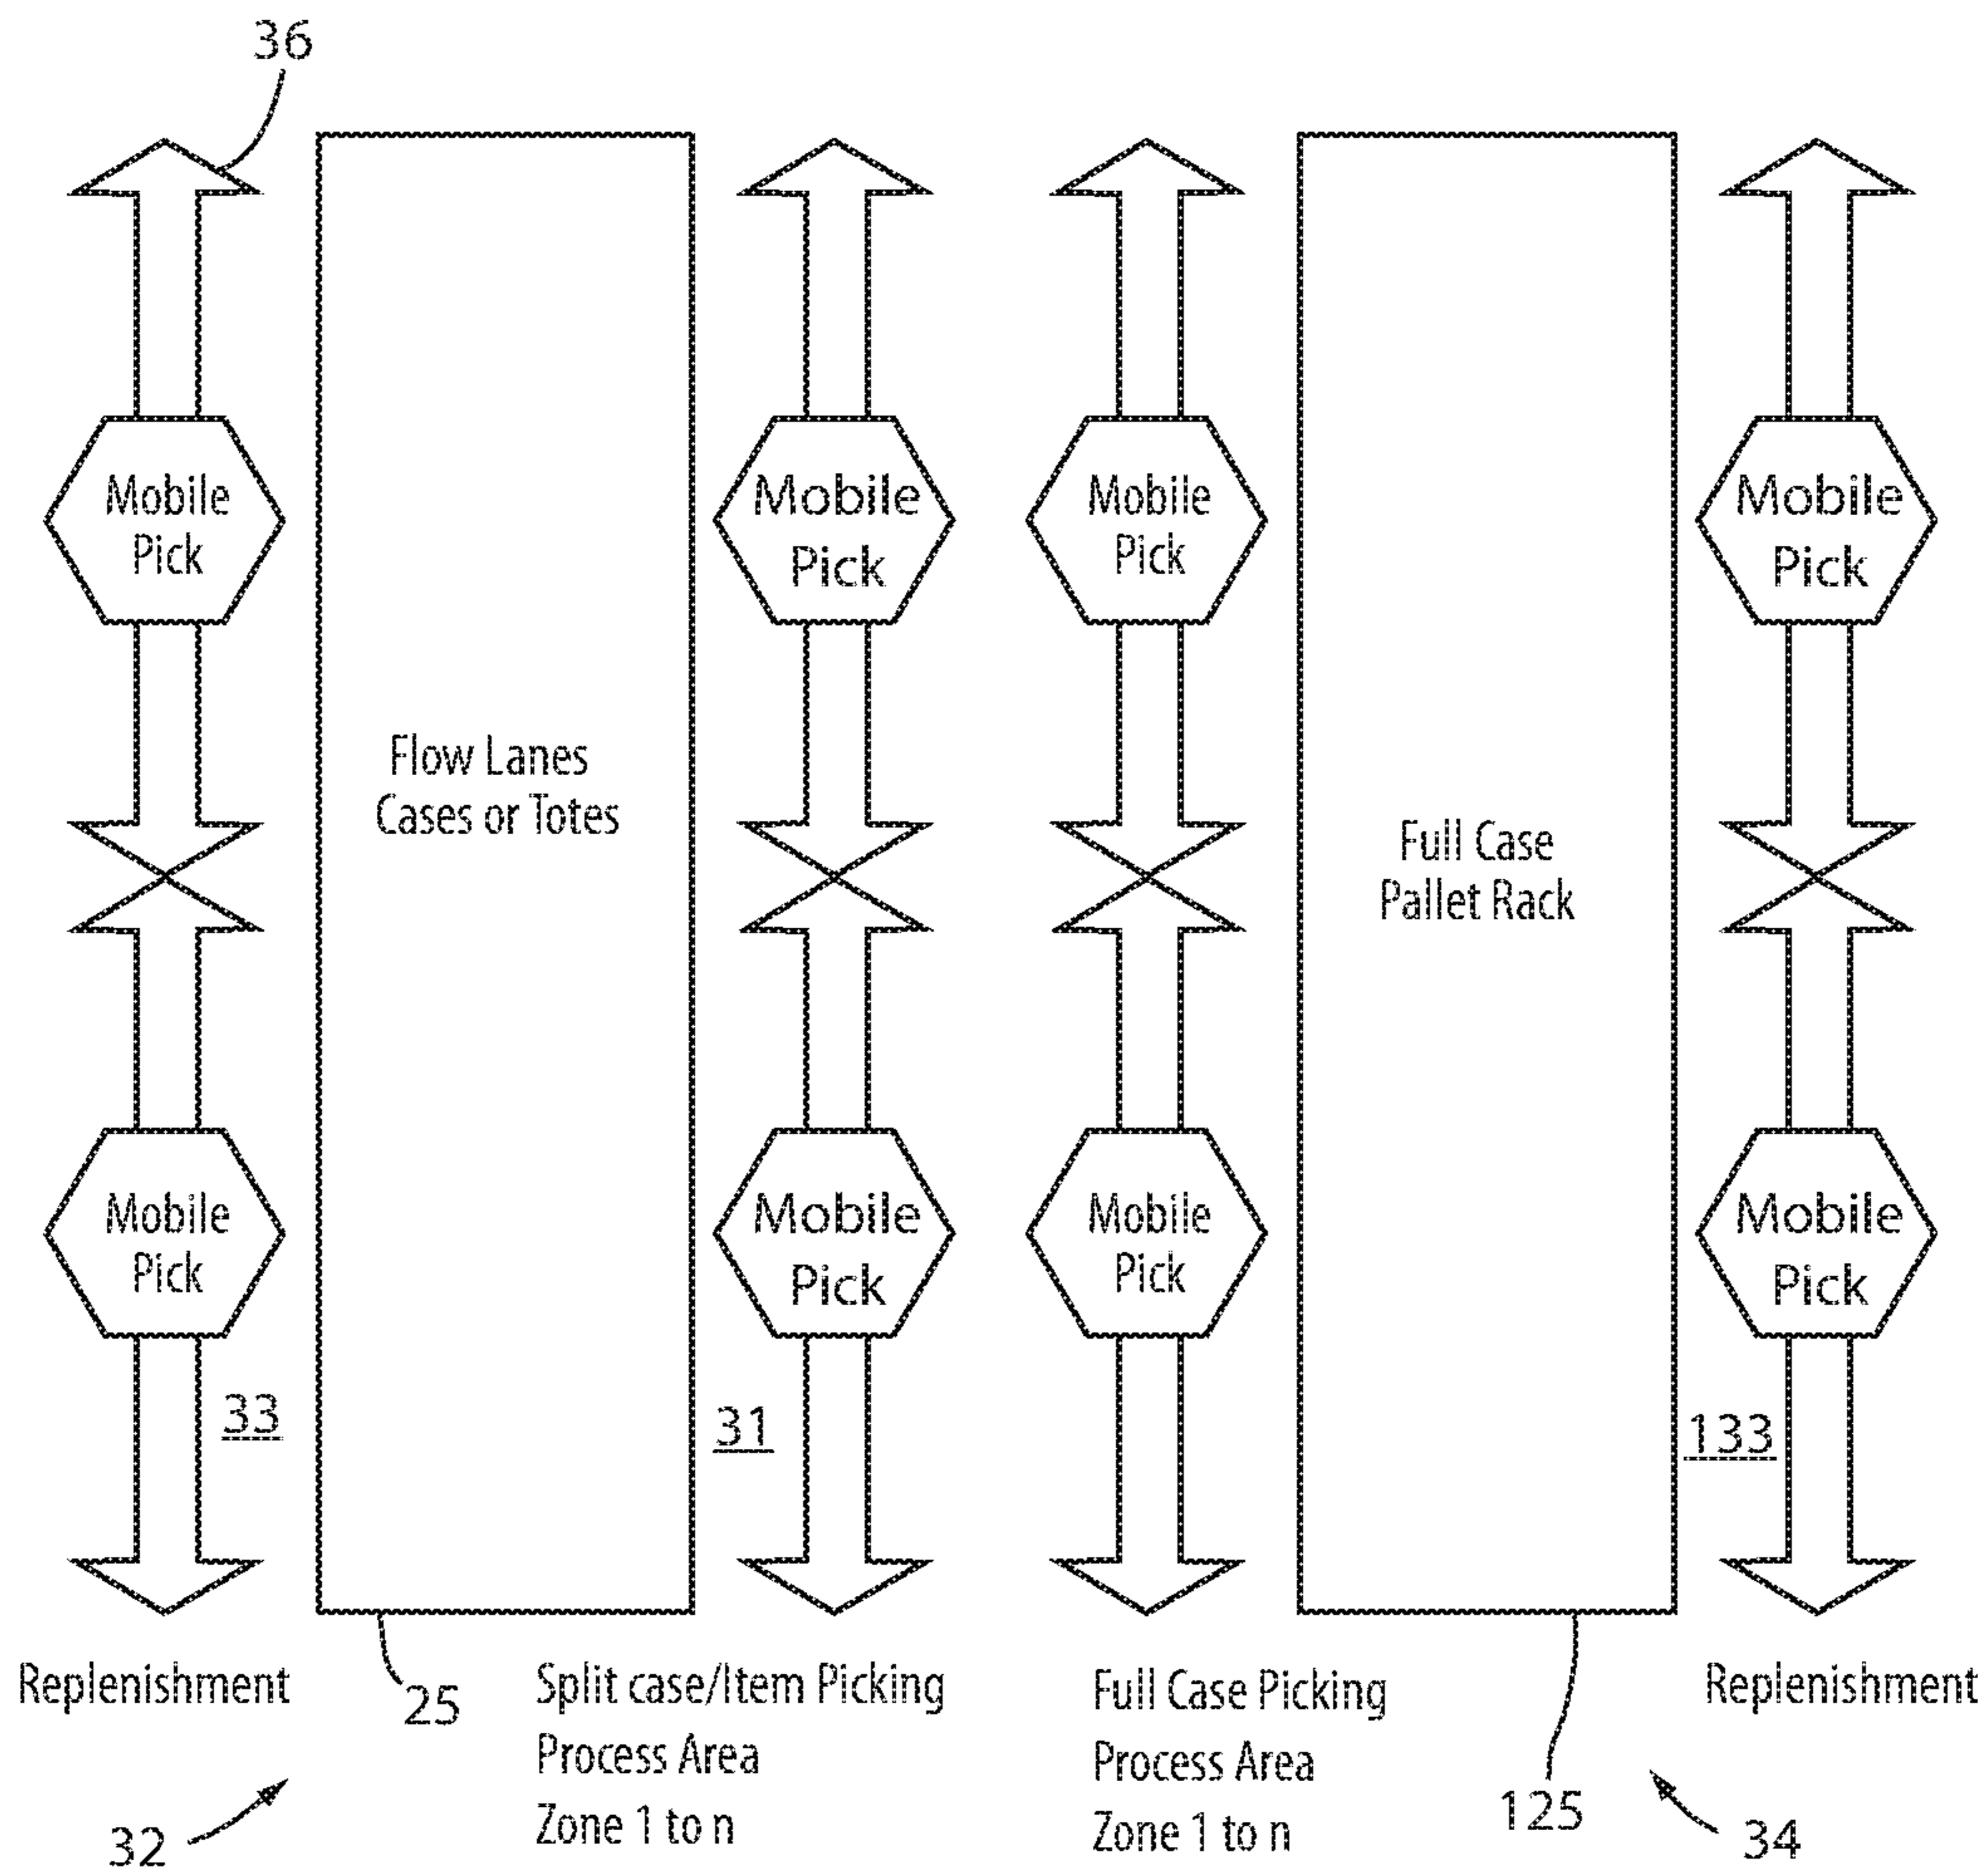 36
Mobile
Pick
Mobile
Pick
Mobile
Pick
Mobile
Pick
Flow Lanes
Cases or Totes
Full Case
Pallet Rack
Mobile
Pick
Mobile
Pick
Mobile
Pick
Mobile
Pick
33
31
133
Replenishment
25
Split case/Item Picking
Process Area
Zone 1 to n
Full Case Picking
Process Area
Zone 1 to n
125
Replenishment
32
34